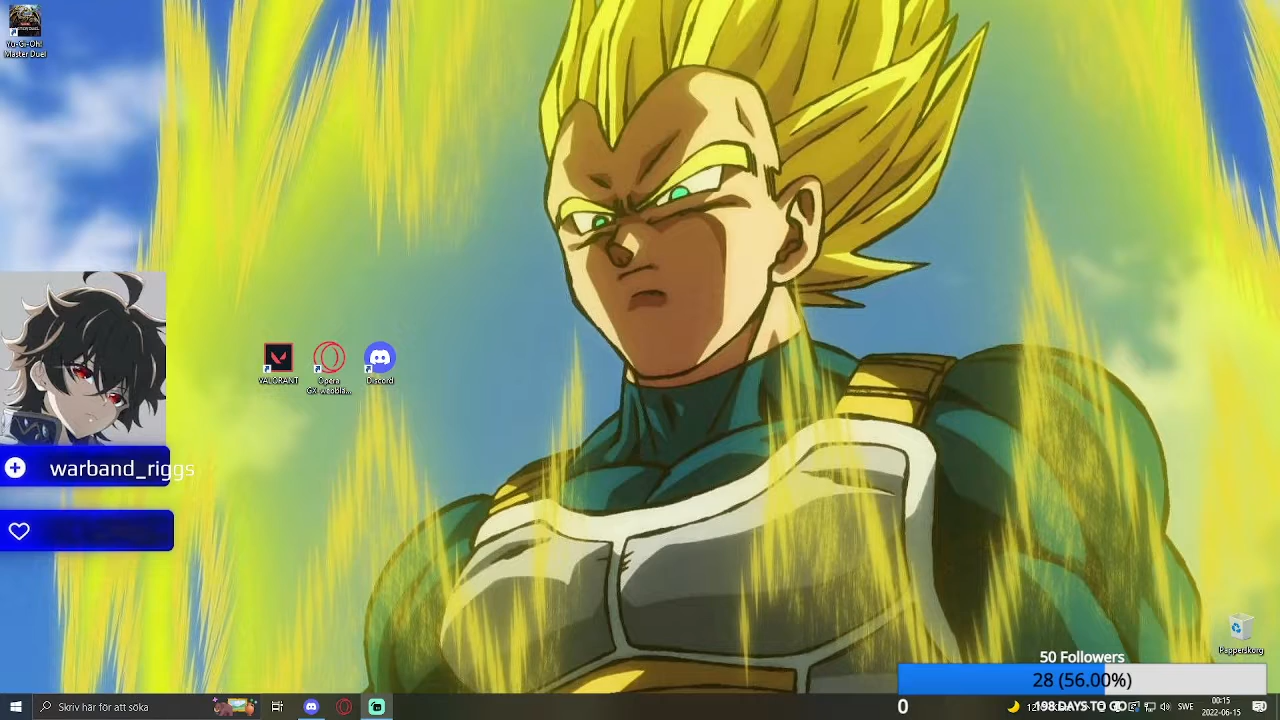 Yu-Gi-Oh!
Master Duel
VALORANT
Opera
Discord
warband_riggs
Papperskorg
50 Followers
28 (56.00%)
0
198 DAYS TO GO
Skriv här för att söka
SWE
00:15
2022-06-15